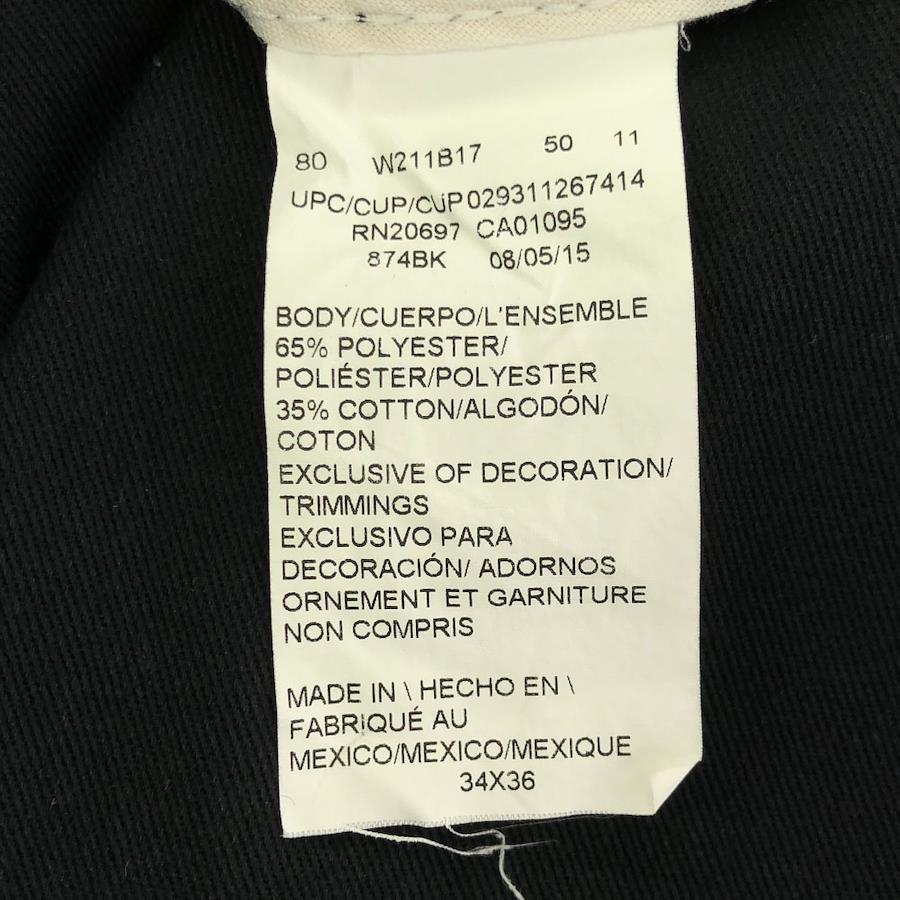 80 W211B17 50 11
UPC/CUP/CUP029311267414
RN20697 CA01095
874BK 08/05/15
BODY/CUERPO/L'ENSEMBLE
65% POLYESTER/
POLIÉSTER/POLYESTER
35% COTTON/ALGODÓN/
COTON
EXCLUSIVE OF DECORATION/
TRIMMINGS
EXCLUSIVO PARA
DECORACIÓN/ ADORNOS
ORNEMENT ET GARNITURE
NON COMPRIS
MADE IN \ HECHO EN \
FABRIQUÉ AU
MEXICO/MEXICO/MEXIQUE
34X36